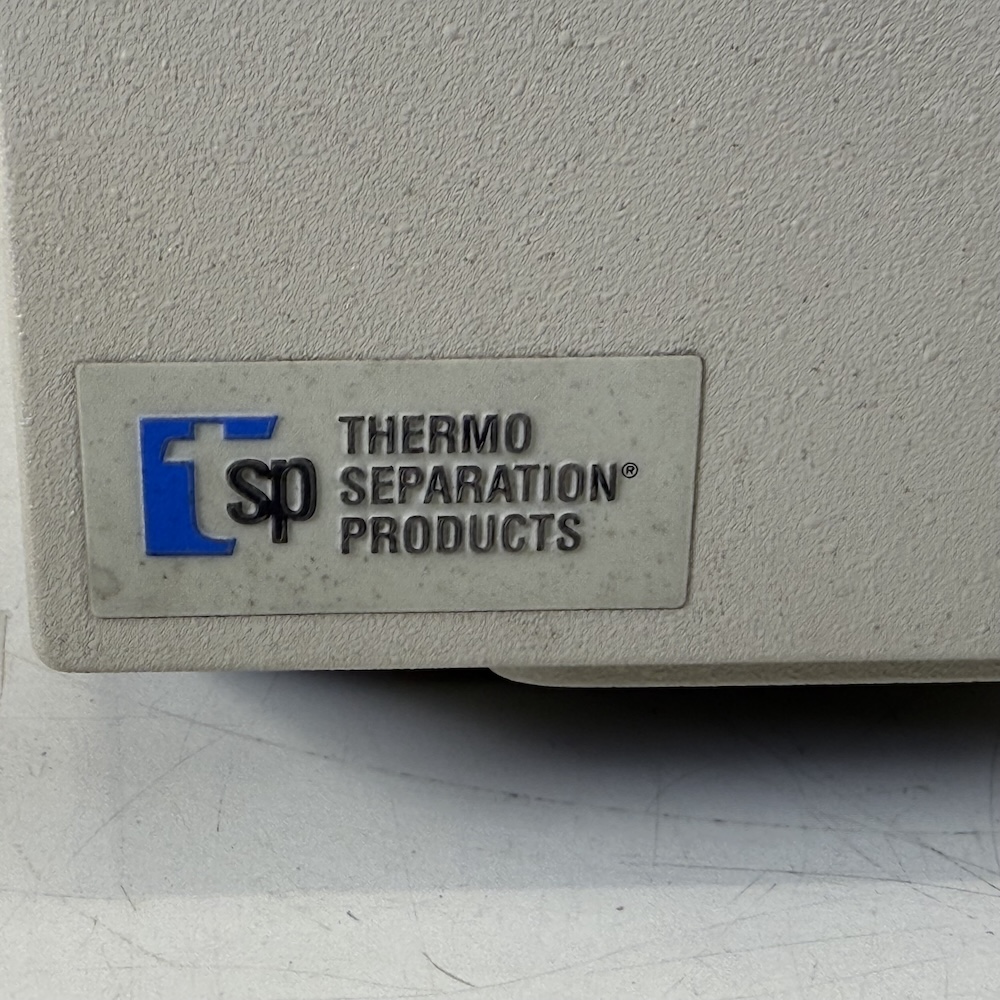 tsp
THERMO
SEPARATION®
PRODUCTS